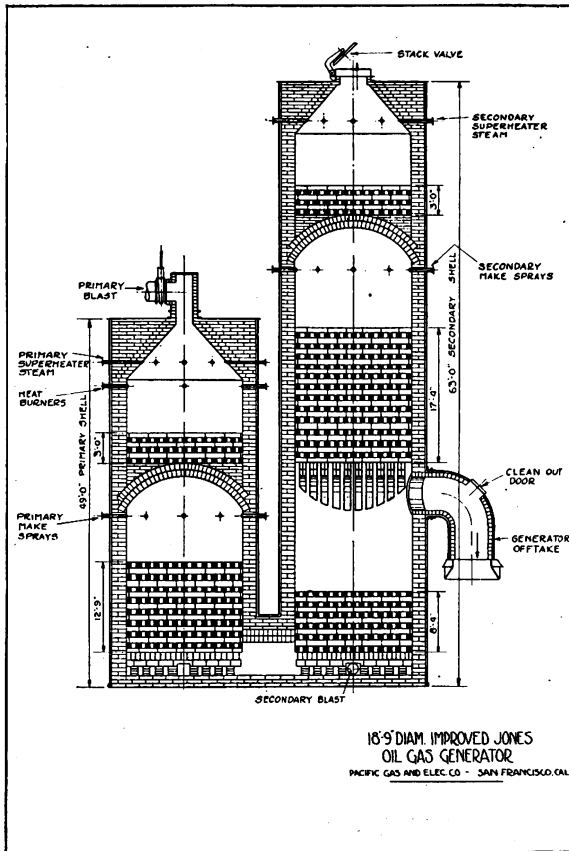 STACK VALVE
SECONDARY
SUPERHEATER
STEAM
3'-0"
SECONDARY
MAKE SPRAYS
63'-0" SECONDARY SHELL
17'-4"
PRIMARY
BLAST
PRIMARY
SUPERHEATER
STEAM
HEAT
BURNERS
49'-0" PRIMARY SHELL
3'-0"
PRIMARY
MAKE
SPRAYS
12'-9"
CLEAN OUT
DOOR
GENERATOR
OFFTAKE
8'-4"
SECONDARY BLAST
18'-9" DIAM. IMPROVED JONES
OIL GAS GENERATOR
PACIFIC GAS AND ELEC. CO - SAN FRANCISCO, CAL